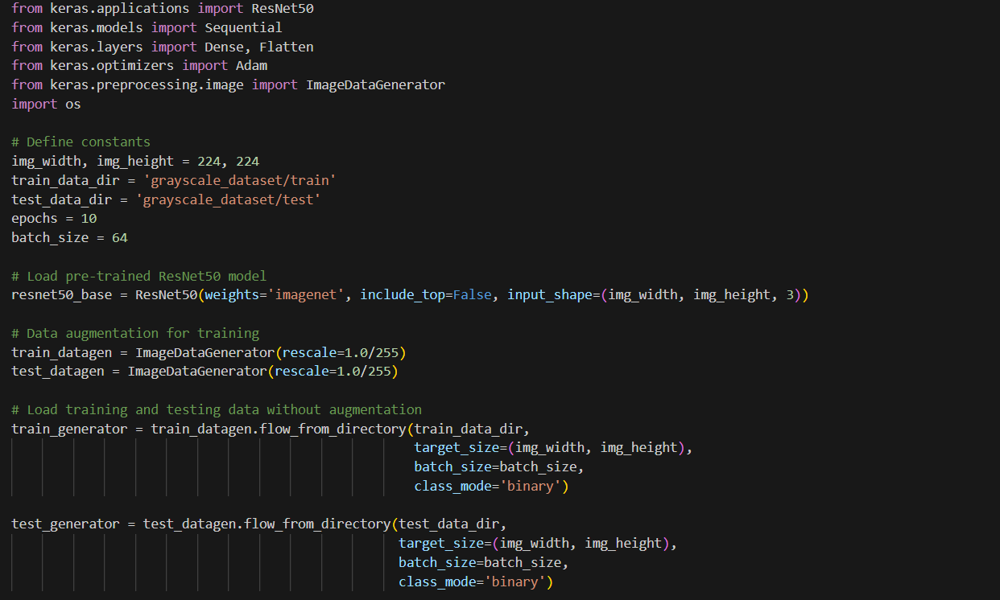 from keras.applications import ResNet50
from keras.models import Sequential
from keras.layers import Dense, Flatten
from keras.optimizers import Adam
from keras.preprocessing.image import ImageDataGenerator
import os
# Define constants
img_width, img_height = 224, 224
train_data_dir = 'grayscale_dataset/train'
test_data_dir = 'grayscale_dataset/test'
epochs = 10
batch_size = 64
# Load pre-trained ResNet50 model
resnet50_base = ResNet50(weights='imagenet', include_top=False, input_shape=(img_width, img_height, 3))
# Data augmentation for training
train_datagen = ImageDataGenerator(rescale=1.0/255)
test_datagen = ImageDataGenerator(rescale=1.0/255)
# Load training and testing data without augmentation
train_generator = train_datagen.flow_from_directory(train_data_dir,
target_size=(img_width, img_height),
batch_size=batch_size,
class_mode='binary')
test_generator = test_datagen.flow_from_directory(test_data_dir,
target_size=(img_width, img_height),
batch_size=batch_size,
class_mode='binary')